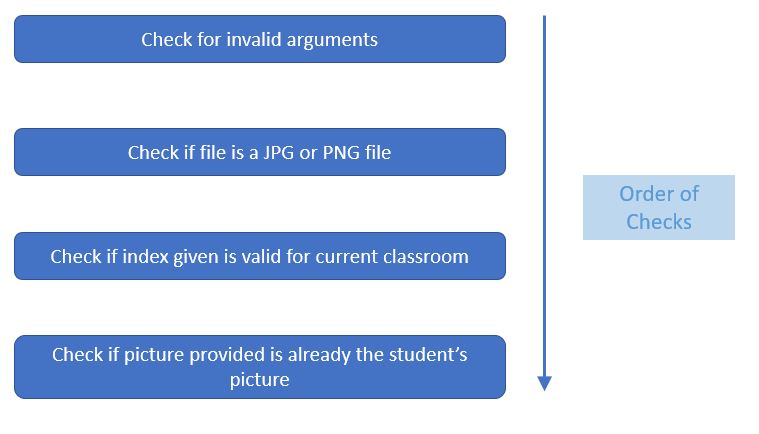 Check for invalid arguments
Check if file is a JPG or PNG file
Check if index given is valid for current classroom
Check if picture provided is already the student’s
picture
Order of
Checks